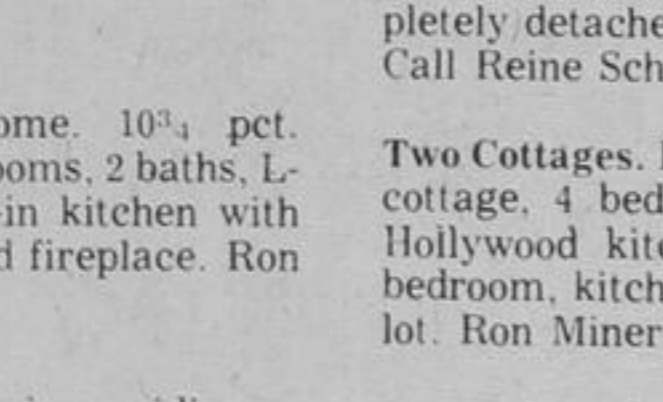 ome. 10¾ pct.
ooms, 2 baths, L-
-in kitchen with
d fireplace. Ron
pletely detache
Call Reine Sch
Two Cottages.
cottage, 4 bed
Hollywood kitc
bedroom, kitch
lot. Ron Miner